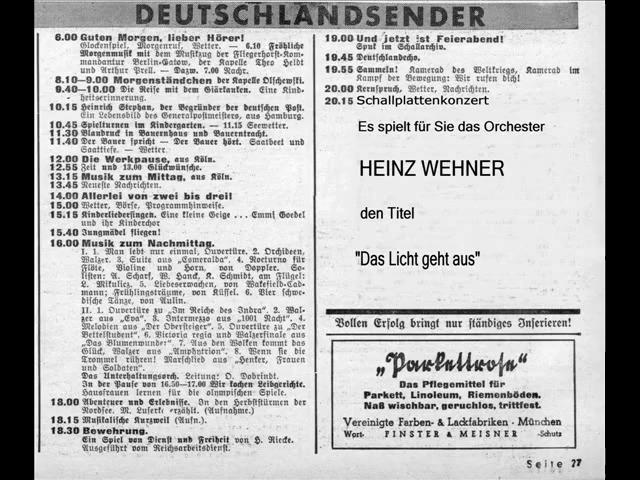 DEUTSCHLANDSENDER
6.00 Guten Morgen, lieber Hörer!
Glockenspiel, Morgenruf, Wetter. — 6.10 Fröhliche
Morgenmusik mit dem Musikzug der Fliegerhorst-Kom-
mandantur Berlin-Gatow, der Kapelle Theo Heldt
und Arthur Prell. — Dazw. 7.00 Nachr.
8.10—9.00 Morgenständchen der Kapelle Olschewski.
9.40—10.00 Die Reise mit dem Giärkaufen. Eine Kind-
heitserinnerung.
10.15 Heinrich Stephan, der Begründer der deutschen Post.
Ein Lebensbild des Generalpostmeisters, aus Hamburg.
10.45 Spielturnen im Kindergarten. — 11.15 Seewetter.
11.30 Blaudruck in Bauernhaus und Bauerntracht.
11.40 Der Bauer spricht — Der Bauer hört. Saatbeet und
Saattiefe. — Wetter.
12.00 Die Werkpause, aus Köln.
12.55 Zeit und 13.00 Glückwünsche.
13.15 Musik zum Mittag, aus Köln.
13.45 Neueste Nachrichten.
14.00 Allerlei von zwei bis drei!
15.00 Wetter, Börse, Programmhinweise.
15.15 Kinderliedersingen. Eine kleine Geige . . . Emmi Goedel
und ihr Kinderchor
15.40 Jungmädel fliegen!
16.00 Musik zum Nachmittag.
I. 1. Man lebt nur einmal, Ouvertüre. 2. Orchideen,
Walzer. 3. Suite aus „Esmeralda“. 4. Notturno für
Flöte, Violine und Horn, von Doppler. So-
listen: A. Scharf, W. Hanck, K. Schmidt, am Flügel:
L. Mikulicz. 5. Liebeserwachen, von Wakefield-Cad-
mann; Frühlingsträume, von Küssel. 6. Vier schwe-
dische Tänze, von Aulin.
II. 1. Ouvertüre zu „Im Reiche des Indra“. 2. Wal-
zer aus „Eva“. 3. Intermezzo aus „1001 Nacht“. 4.
Melodien aus „Der Obersteiger“. 5. Ouvertüre zu „Der
Bettelstudent“. 6. Victoria regia und Walzerfinale aus
„Das Blumenwunder“. 7. Aus den Wolken kommt das
Glück, Walzer aus „Amphytrion“. 8. Wenn sie die
Trommel rühren! Marschlied aus „Henker, Frauen
und Soldaten“.
Das Unterhaltungsorch. Leitung: O. Dobrindt.
In der Pause von 16.50—17.00 Wir kochen Leibgerichte.
Hausfrauen lernen für die olympischen Spiele.
18.00 Abenteuer und Erlebnisse. In den Herbststürmen der
Nordsee. M. Luserke erzählt. (Aufnahme.)
18.15 Musikalische Kurzweil (Aufn.).
18.30 Bewehrung.
Ein Spiel von Dienst und Freiheit von H. Riecke.
Ausgeführt vom Reichsarbeitsdienst.
19.00 Und jetzt ist Feierabend!
Spuk im Schallarchiv.
19.45 Deutschlandecho.
19.55 Sammeln! Kamerad des Weltkriegs, Kamerad im
Kampf der Bewegung: Wir rufen dich!
20.00 Kernspruch, Wetter, Nachrichten.
20.15 Schallplattenkonzert
Es spielt für Sie das Orchester
HEINZ WEHNER
den Titel
"Das Licht geht aus"
Vollen Erfolg bringt nur ständiges Inserieren!
„Parkettrose“
Das Pflegemittel für
Parkett, Linoleum, Riemenböden.
Naß wischbar, geruchlos, trittfest.
Vereinigte Farben- & Lackfabriken - München
Wort- FINSTER & MEISNER -Schutz
Seite 27